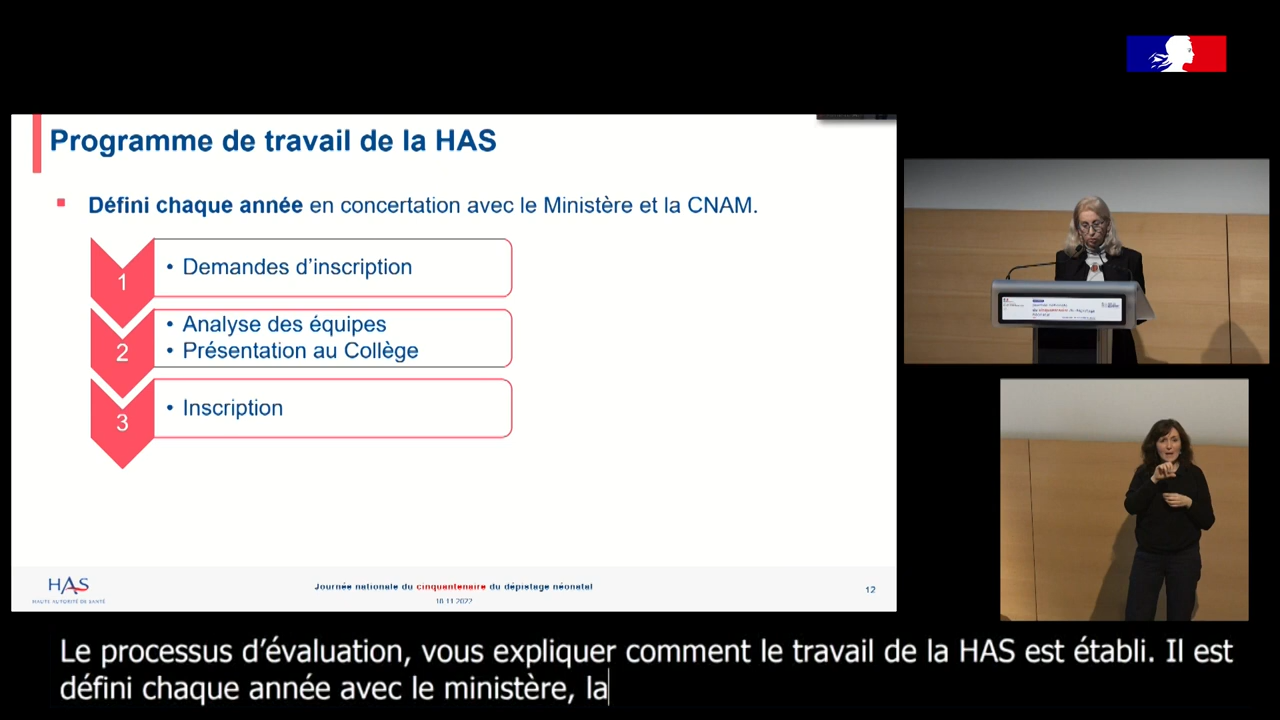 Programme de travail de la HAS
Défini chaque année en concertation avec le Ministère et la CNAM.
1
• Demandes d'inscription
2
• Analyse des équipes
• Présentation au Collège
3
• Inscription
HAS
HAUTE AUTORITÉ DE SANTÉ
Journée nationale du cinquantenaire du dépistage néonatal
18.11.2022
12
Le processus d'évaluation, vous expliquer comment le travail de la HAS est établi. Il est
défini chaque année avec le ministère, la